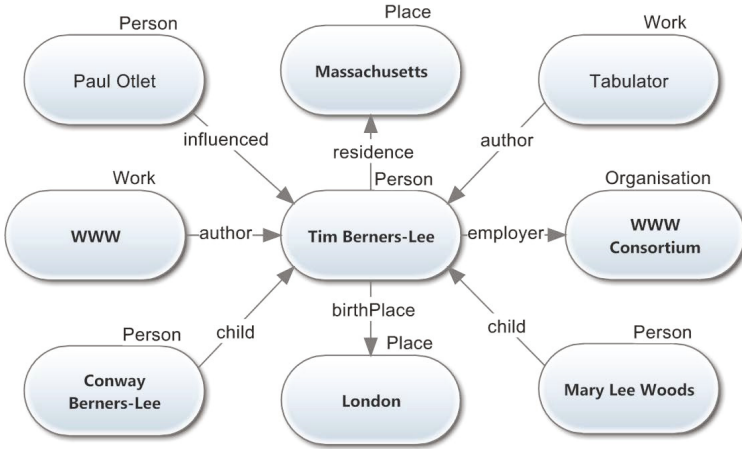 Person
Paul Otlet
Place
Massachusetts
Work
Tabulator
influenced
residence
author
Work
WWW
author
Person
Tim Berners-Lee
employer
Organisation
WWW
Consortium
child
birthPlace
child
Person
Conway
Berners-Lee
Place
London
Person
Mary Lee Woods